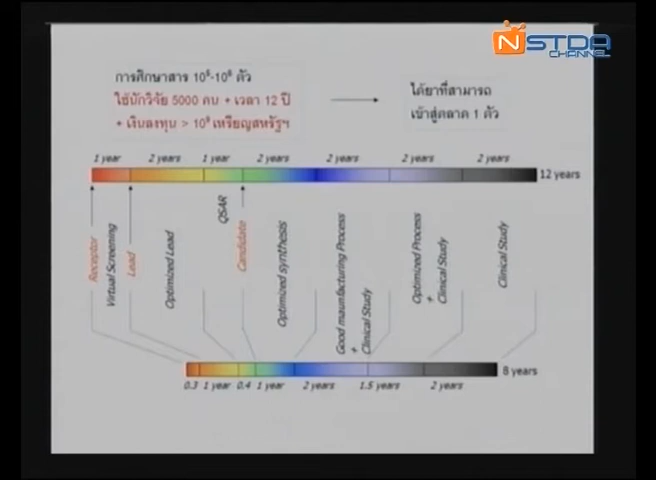 NSTDA
CHANNEL
การศึกษาสาร 10⁵-10⁶ ตัว
ใช้นักวิจัย 5000 คน + เวลา 12 ปี
+ เงินลงทุน > 10⁹ เหรียญสหรัฐฯ
ได้ยาที่สามารถ
เข้าสู่ตลาด 1 ตัว
1 year 2 years 1 year 2 years 2 years 2 years 2 years
12 years
Receptor
Virtual Screening
Lead
Optimized Lead
QSAR
Candidate
Optimized synthesis
Good maunfacturing Process
+
Clinical Study
Optimized Process
+
Clinical Study
Clinical Study
8 years
0.3 1 year 0.4 1 year 2 years 1.5 years 2 years